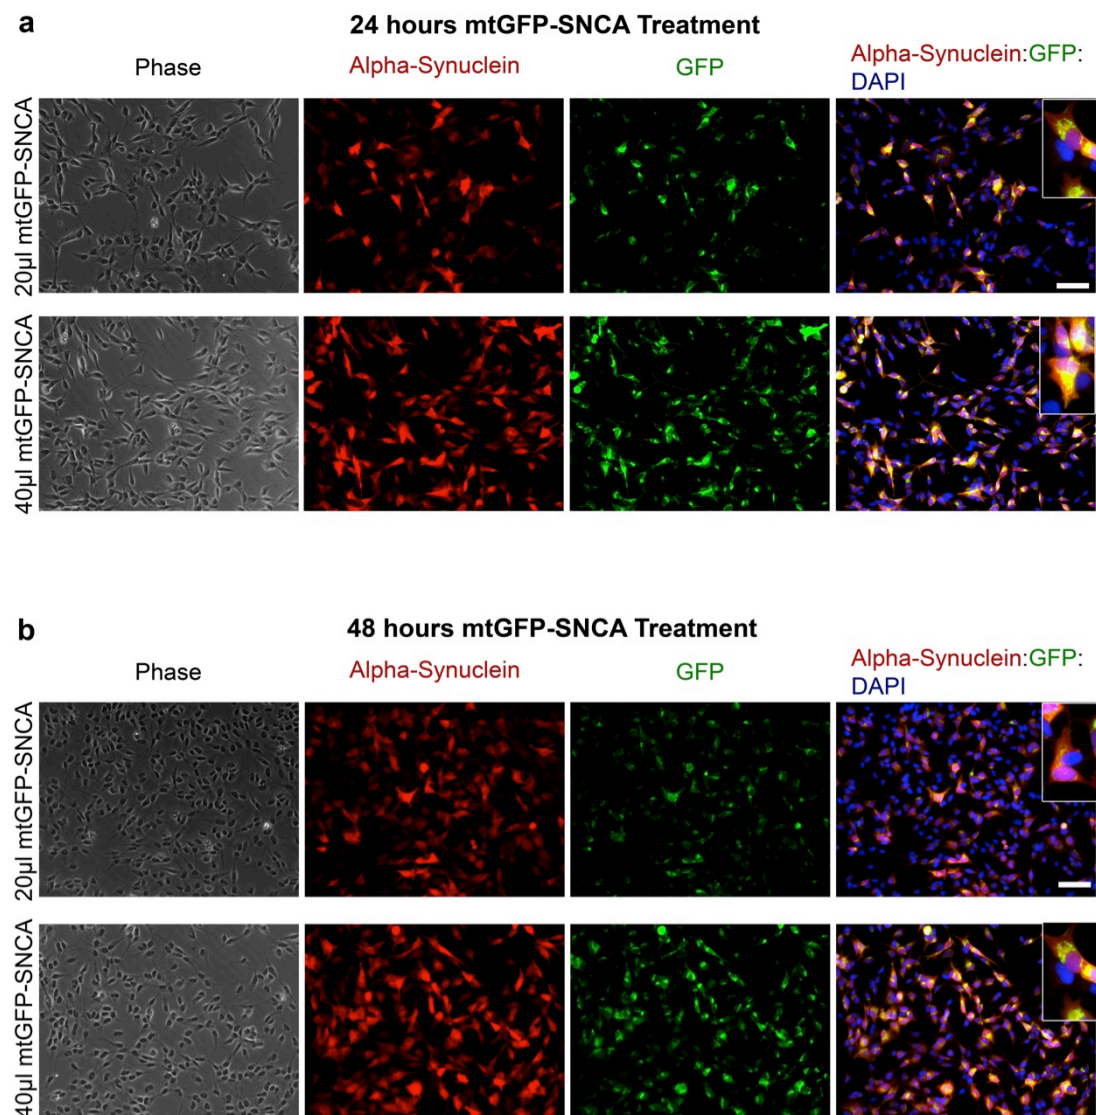 a
24 hours mtGFP-SNCA Treatment
Phase
Alpha-Synuclein
GFP
Alpha-Synuclein:GFP:
DAPI
20µl mtGFP-SNCA
40µl mtGFP-SNCA
b
48 hours mtGFP-SNCA Treatment
Phase
Alpha-Synuclein
GFP
Alpha-Synuclein:GFP:
DAPI
20µl mtGFP-SNCA
40µl mtGFP-SNCA